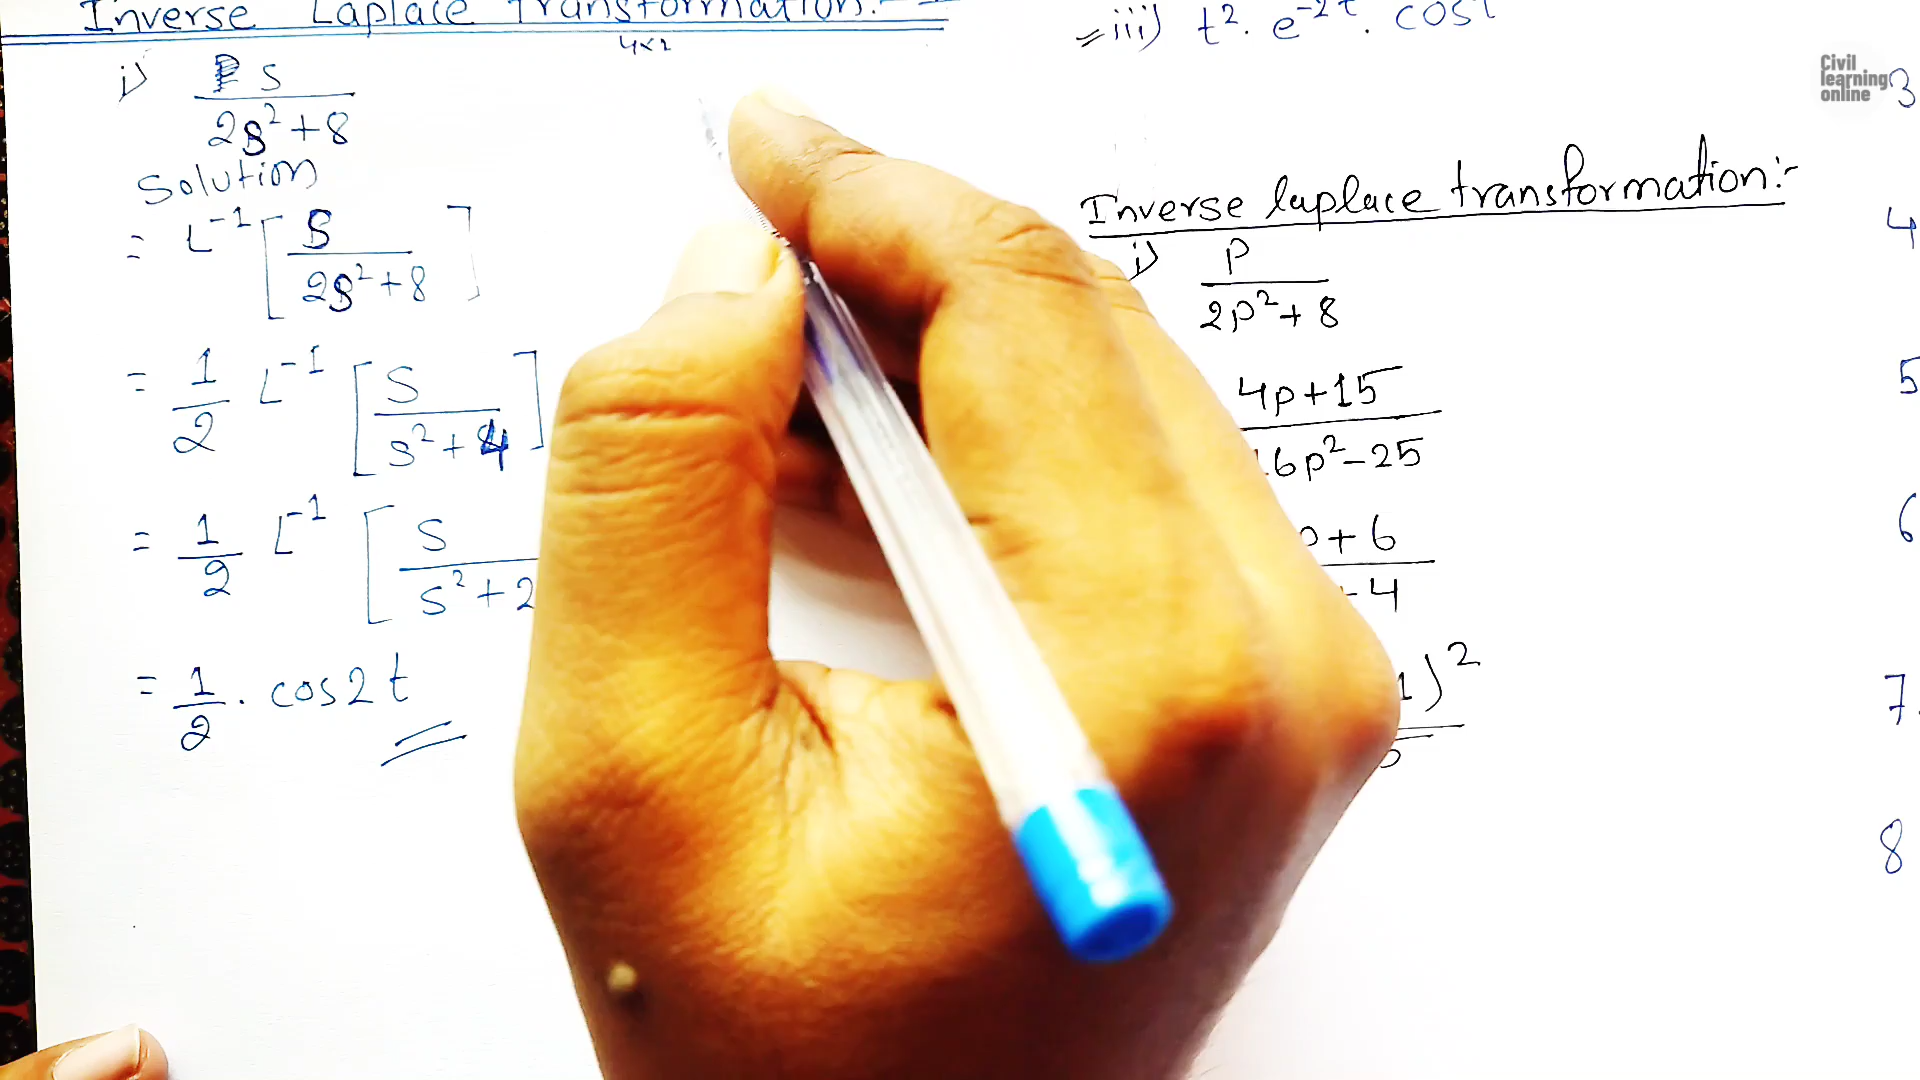 Inverse Laplace Transformation:-
4×2
i) S
2S²+8
Solution
= L⁻¹ [ S
2S²+8 ]
= 1/2 L⁻¹ [ S
S²+4 ]
= 1/2 L⁻¹ [ S
S²+2
= 1/2 . cos2t
iii) t². e⁻²ᵗ. cost
Civil
learning
online
Inverse laplace transformation:-
i) P
2P²+8
4p+15
6p²-25
p+6
-4
1)²
3
4
5
6
7.
8